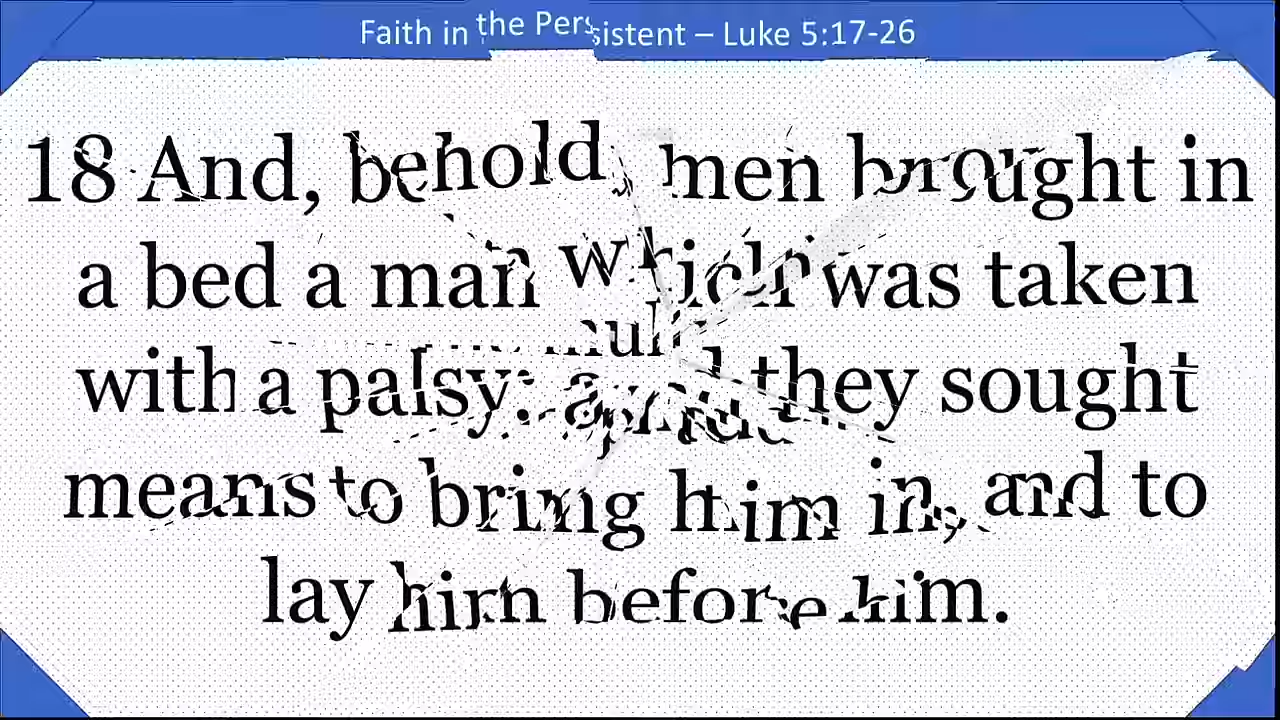 Faith in the Persistent – Luke 5:17-26
18 And, behold, men brought in
a bed a man which was taken
with a palsy: and they sought
means to bring him in, and to
lay him before him.